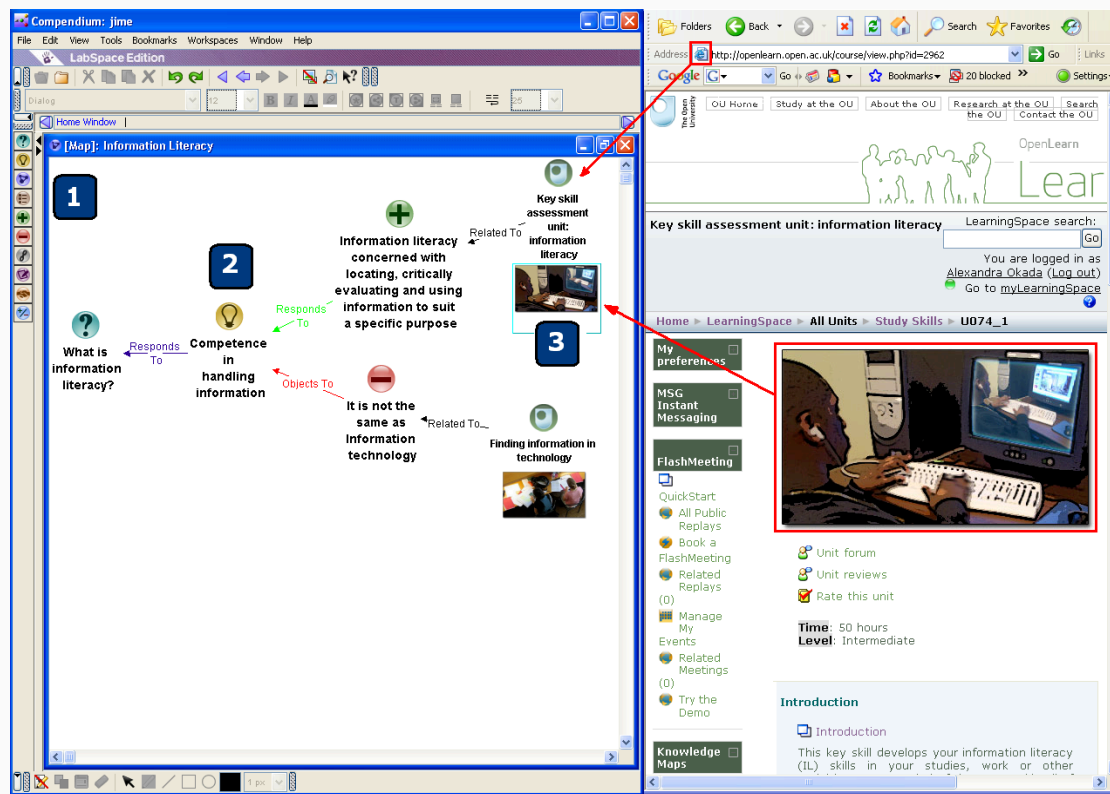 Compendium: jime
File Edit View Tools Bookmarks Workspaces Window Help
LabSpace Edition
Dialog 12 25
Home Window
[Map]: Information Literacy
1
2
3
Key skill
assessment
unit:
information
literacy
Related To
Information literacy
concerned with
locating, critically
evaluating and using
information to suit
a specific purpose
Responds
To
Competence
in
handling
information
Responds
To
What is
information
literacy?
Objects To
It is not the
same as
Information
technology
Related To
Finding information in
technology
1 px
Folders Back Search Favorites
Address http://openlearn.open.ac.uk/course/view.php?id=2962 Go Links
Google G Go Bookmarks 20 blocked Settings
The Open
University
OU Home Study at the OU About the OU Research at the OU Search
the OU Contact the OU
OpenLearn
Lear
Key skill assessment unit: information literacy
LearningSpace search:
Go
You are logged in as
Alexandra Okada (Log out)
Go to myLearningSpace
Home LearningSpace All Units Study Skills U074_1
My
preferences
MSG
Instant
Messaging
FlashMeeting
QuickStart
All Public
Replays
Book a
FlashMeeting
Related
Replays
(0)
Manage
My
Events
Related
Meetings
(0)
Try the
Demo
Knowledge
Maps
Unit forum
Unit reviews
Rate this unit
Time: 50 hours
Level: Intermediate
Introduction
Introduction
This key skill develops your information literacy
(IL) skills in your studies, work or other